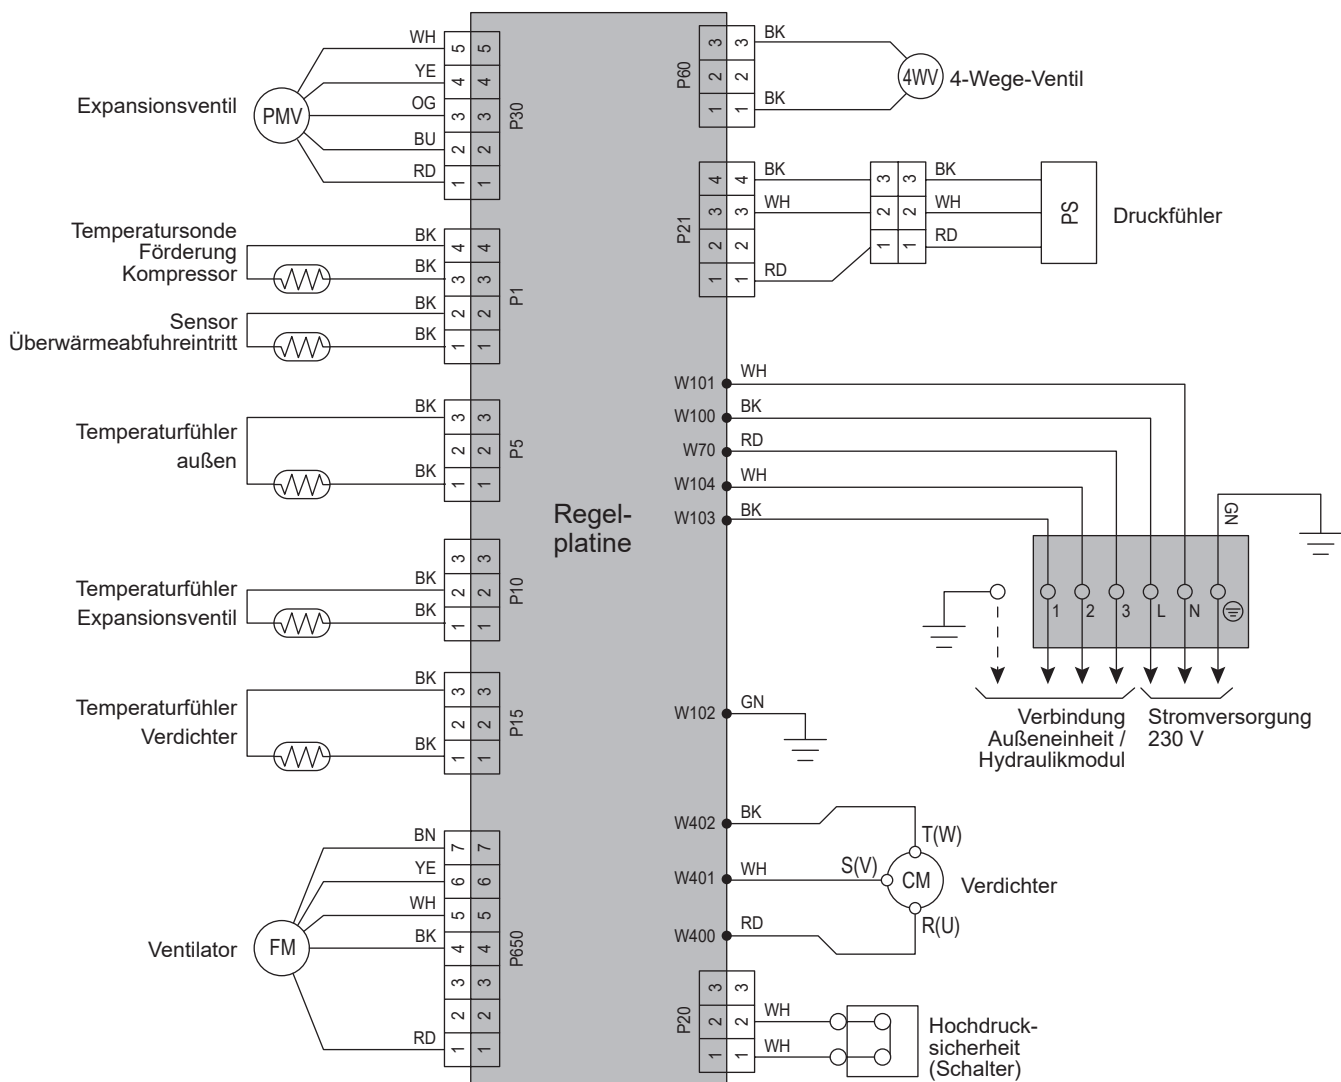 WH
YE
OG
BU
RD
Expansionsventil
PMV
5 5
4 4
3 3
2 2
1 1
P30
Temperatursonde
Förderung
Kompressor
Sensor
Überwärmeabfuhreintritt
BK
BK
BK
BK
4 4
3 3
2 2
1 1
P1
Temperaturfühler
außen
BK
BK
3 3
2 2
1 1
P5
Temperaturfühler
Expansionsventil
BK
BK
3 3
2 2
1 1
P10
Temperaturfühler
Verdichter
BK
BK
3 3
2 2
1 1
P15
Ventilator
FM
BN
YE
WH
BK
RD
7 7
6 6
5 5
4 4
3 3
2 2
1 1
P650
Regel-
platine
P60
3 3
2 2
1 1
BK
BK
4WV
4-Wege-Ventil
P21
4 4
3 3
2 2
1 1
BK
WH
RD
3 3
2 2
1 1
BK
WH
RD
PS
Druckfühler
W101 WH
W100 BK
W70 RD
W104 WH
W103 BK
GN
1 2 3 L N
Verbindung
Außeneinheit /
Hydraulikmodul
Stromversorgung
230 V
W102 GN
W402 BK
W401 WH
W400 RD
T(W)
S(V)
R(U)
CM
Verdichter
P20
3 3
2 2
1 1
WH
WH
Hochdruck-
sicherheit
(Schalter)